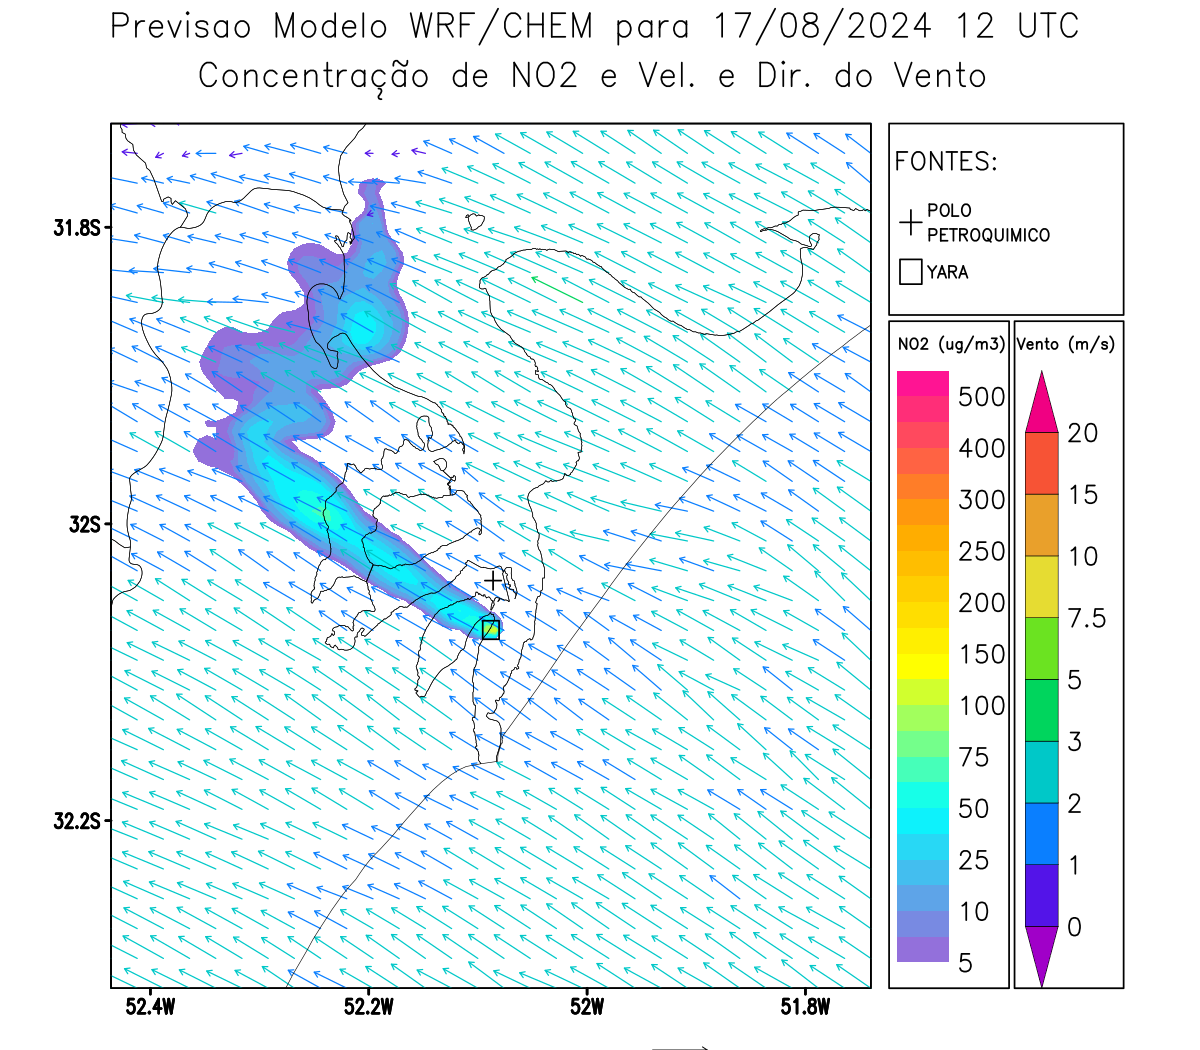 Previsao Modelo WRF/CHEM para 17/08/2024 12 UTC
Concentração de NO2 e Vel. e Dir. do Vento
31.8S
32S
32.2S
52.4W
52.2W
52W
51.8W
FONTES:
POLO
PETROQUIMICO
YARA
NO2 (ug/m3)
500
400
300
250
200
150
100
75
50
25
10
5
Vento (m/s)
20
15
10
7.5
5
3
2
1
0